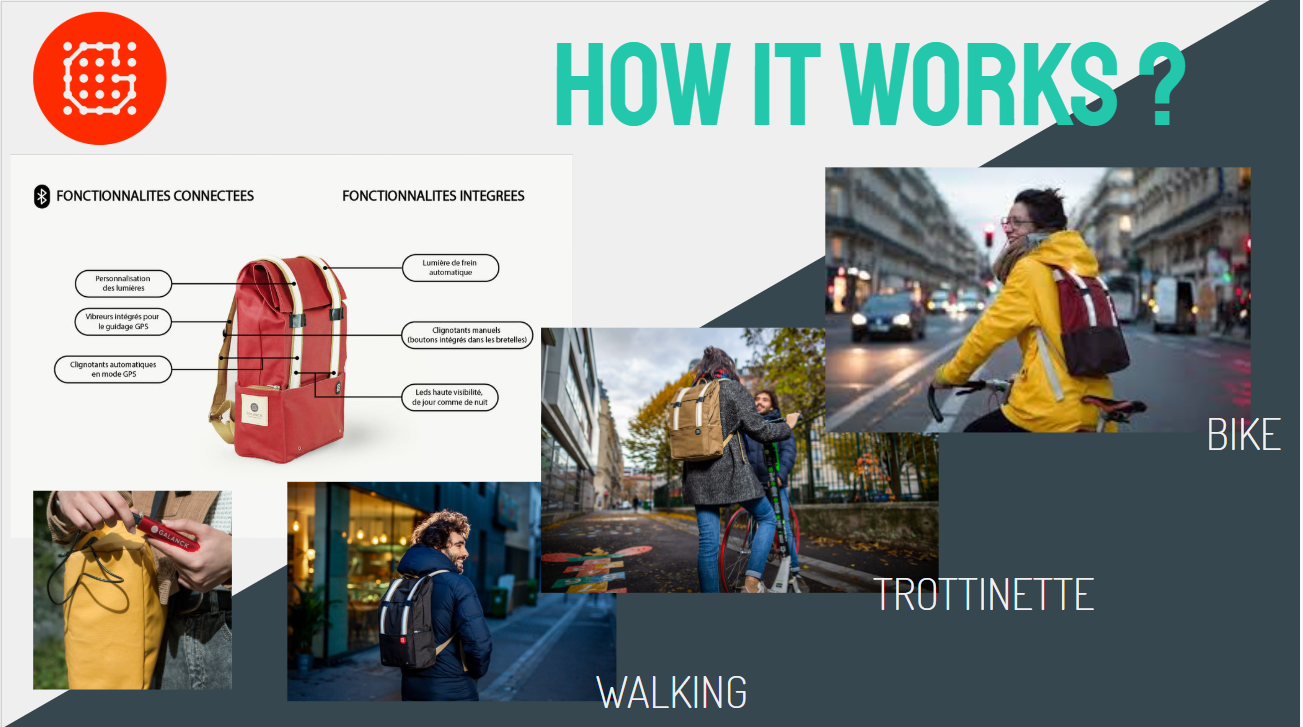 HOW IT WORKS ?
FONCTIONNALITES CONNECTEES
FONCTIONNALITES INTEGREES
Personnalisation
des lumières
Vibreurs intégrés pour
le guidage GPS
Clignotants automatiques
en mode GPS
Lumière de frein
automatique
Clignotants manuels
(boutons intégrés dans les bretelles)
Leds haute visibilité,
de jour comme de nuit
GALANCK
BIKE
TROTTINETTE
WALKING